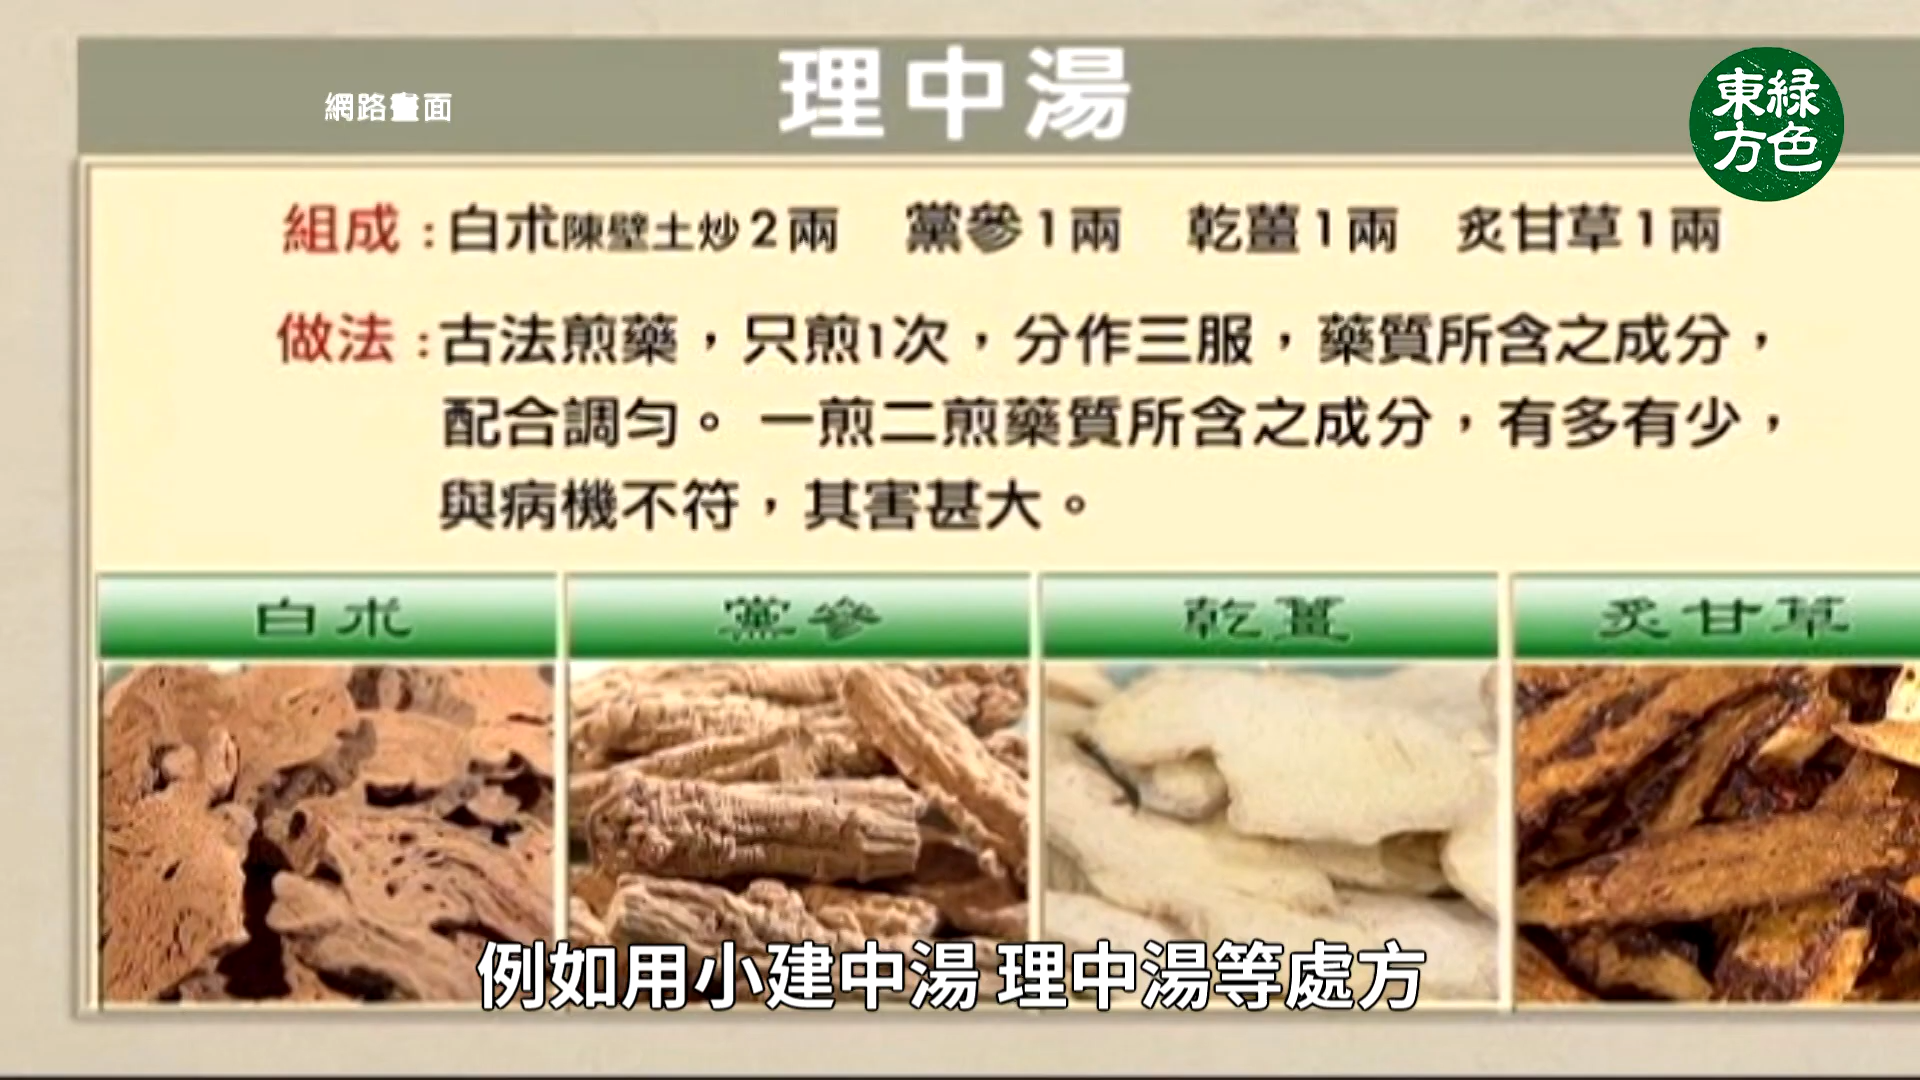 理中湯
網路畫面
東緑
方色
組成:白朮陳壁土炒2兩 黨參1兩 乾薑1兩 炙甘草1兩
做法:古法煎藥,只煎1次,分作三服,藥質所含之成分,
配合調勻。一煎二煎藥質所含之成分,有多有少,
與病機不符,其害甚大。
白朮 黨參 乾薑 炙甘草
例如用小建中湯 理中湯等處方